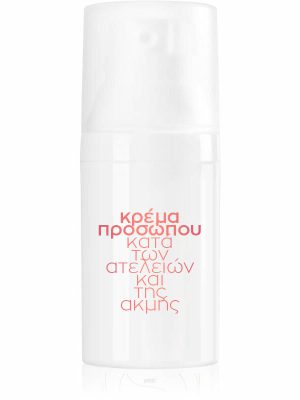 κρέμα
προσώπου
κατά
των
ατελειών
και
της
ακμής